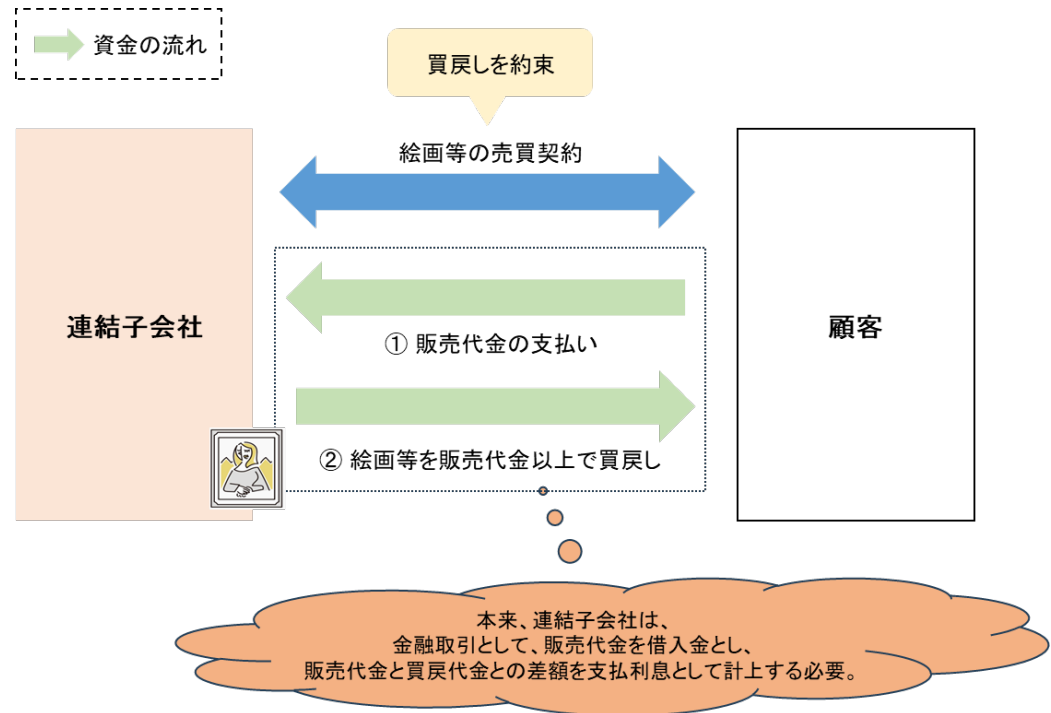 資金の流れ
買戻しを約束
絵画等の売買契約
連結子会社
顧客
① 販売代金の支払い
② 絵画等を販売代金以上で買戻し
本来、連結子会社は、
金融取引として、販売代金を借入金とし、
販売代金と買戻代金との差額を支払利息として計上する必要。